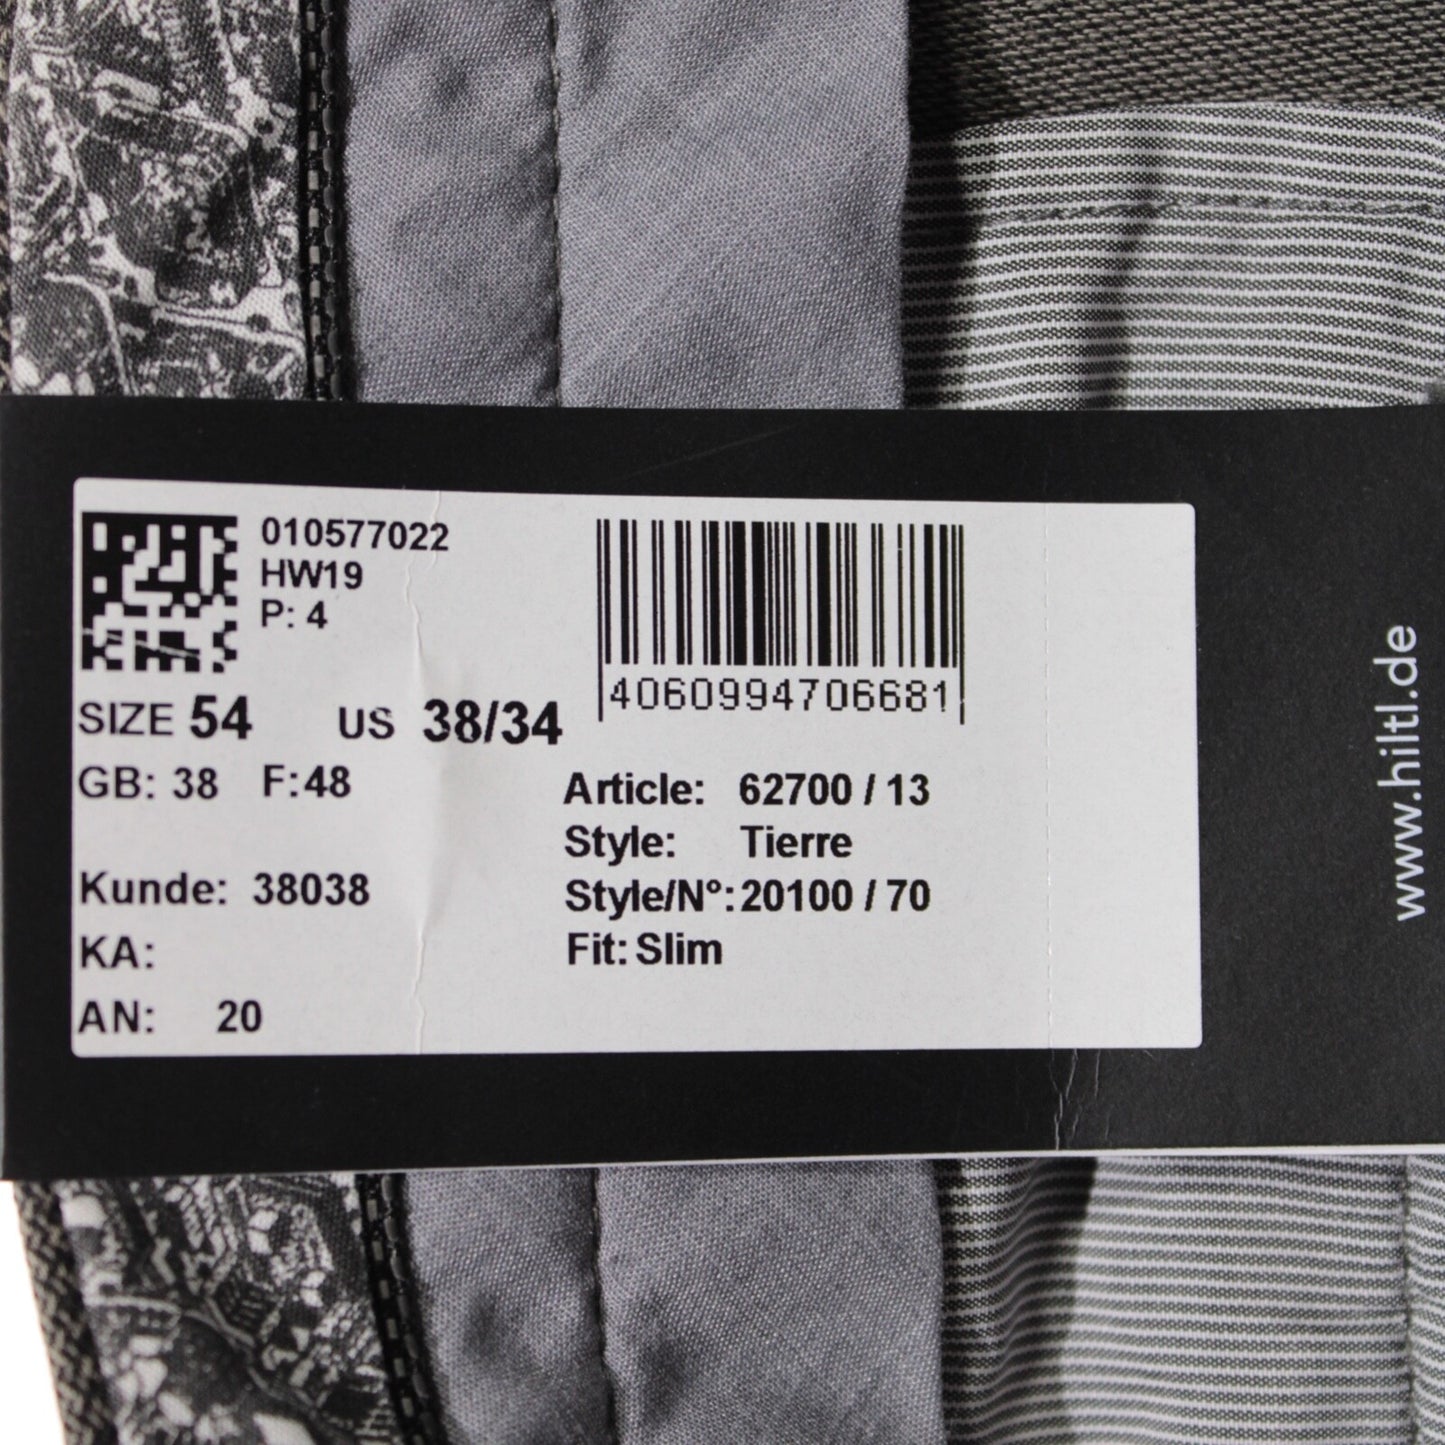 010577022
HW19
P: 4
4060994706681
SIZE 54 US 38/34
GB: 38 F:48
Article: 62700 / 13
Style: Tierre
Kunde: 38038
Style/N°: 20100 / 70
KA:
Fit: Slim
AN: 20
www.hiltl.de